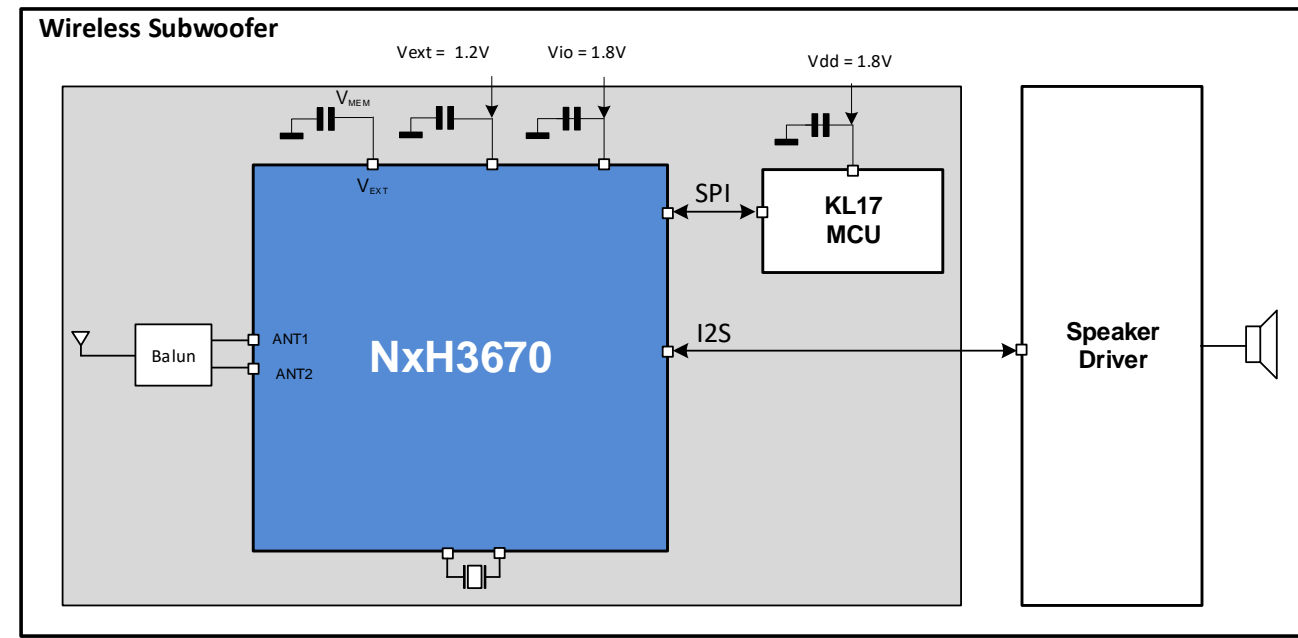 Wireless Subwoofer
Vext = 1.2V
Vio = 1.8V
Vdd = 1.8V
VMEM
VEXT
SPI
KL17
MCU
ANT1
Balun
ANT2
NxH3670
I2S
Speaker
Driver